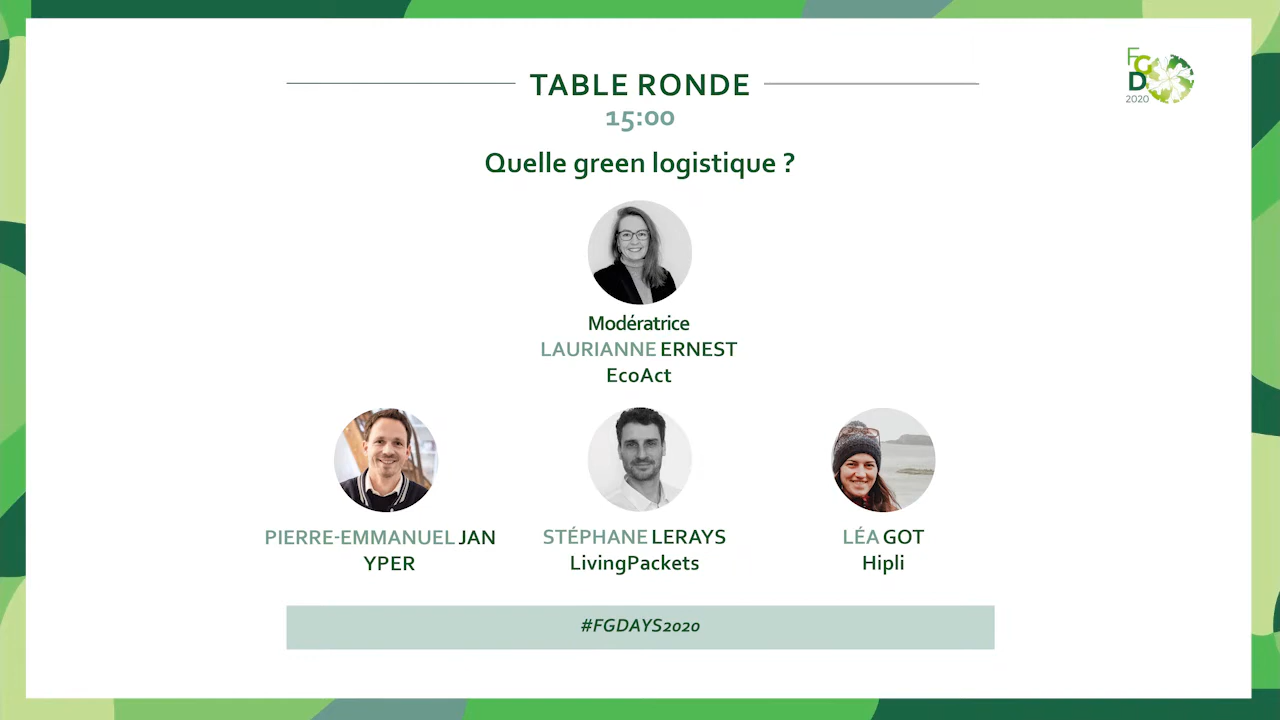 TABLE RONDE
15:00
FGD
2020
Quelle green logistique ?
Modératrice
LAURIANNE ERNEST
EcoAct
PIERRE-EMMANUEL JAN
YPER
STÉPHANE LERAYS
LivingPackets
LÉA GOT
Hipli
#FGDAYS2020